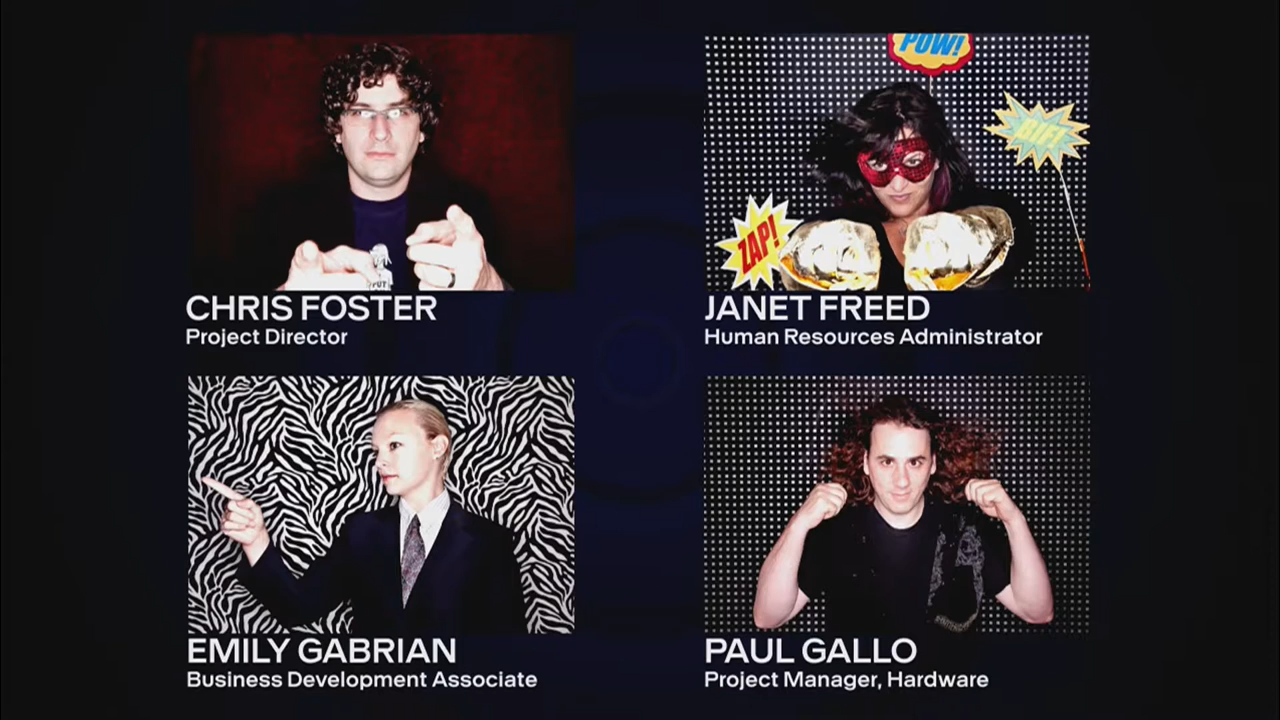 POW!
BIF!
ZAP!
CHRIS FOSTER
Project Director
JANET FREED
Human Resources Administrator
EMILY GABRIAN
Business Development Associate
PAUL GALLO
Project Manager, Hardware